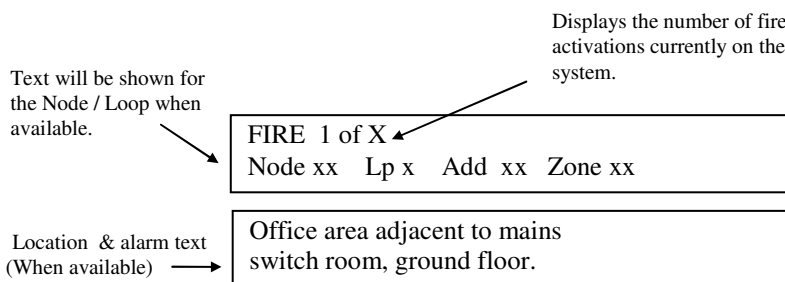 Displays the number of fire
activations currently on the
system.
Text will be shown for
the Node / Loop when
available.
FIRE 1 of X
Node xx Lp x Add xx Zone xx
Location & alarm text
(When available)
Office area adjacent to mains
switch room, ground floor.